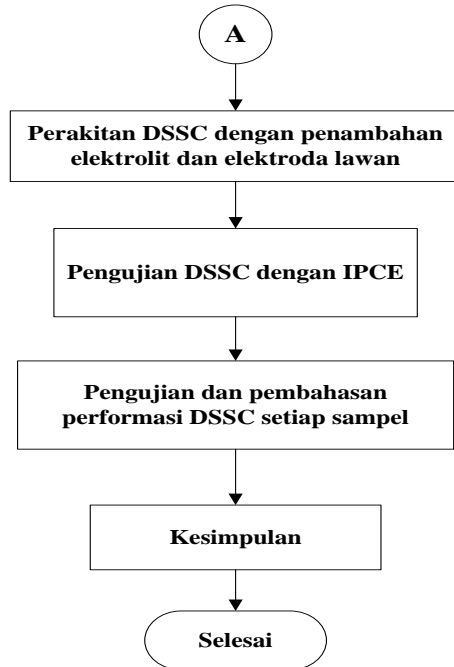 A
Perakitan DSSC dengan penambahan
elektrolit dan elektroda lawan
Pengujian DSSC dengan IPCE
Pengujian dan pembahasan
performasi DSSC setiap sampel
Kesimpulan
Selesai